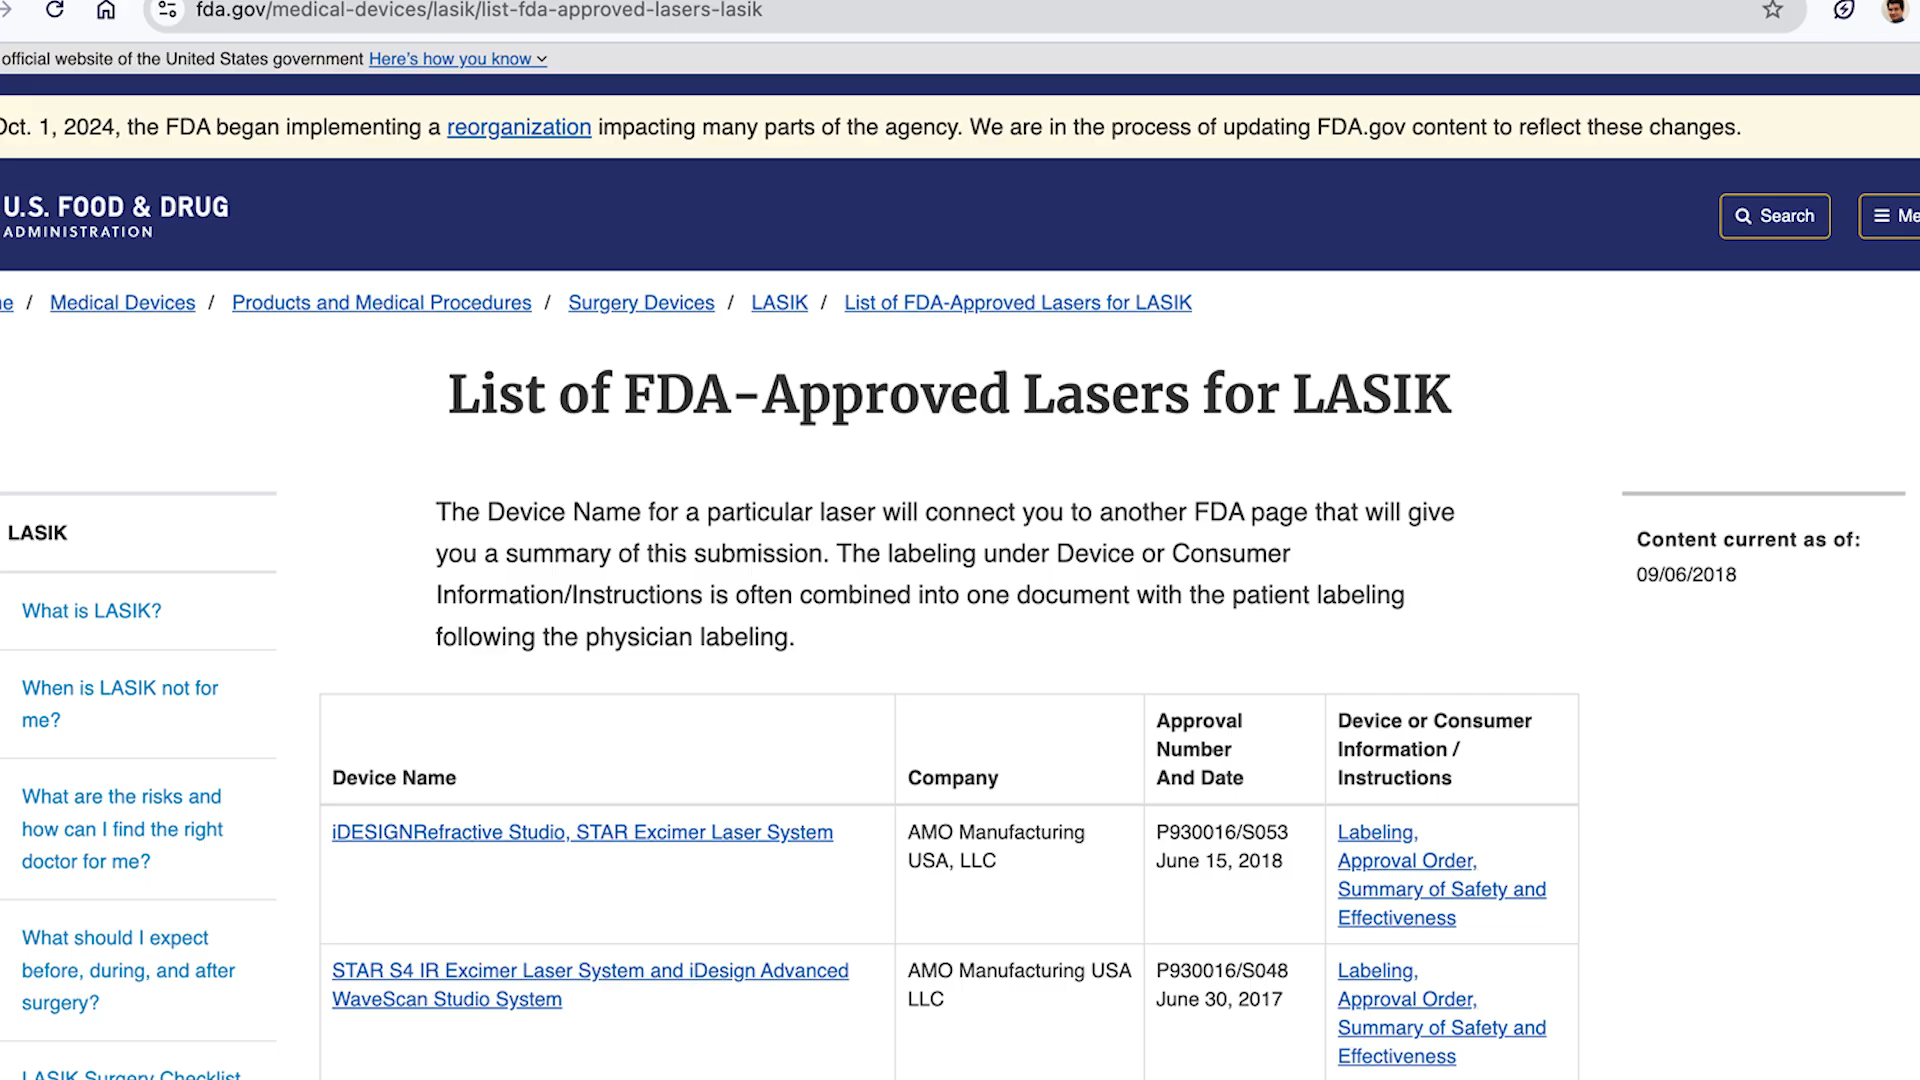 fda.gov/medical-devices/lasik/list-fda-approved-lasers-lasik
official website of the United States government Here's how you know
Oct. 1, 2024, the FDA began implementing a reorganization impacting many parts of the agency. We are in the process of updating FDA.gov content to reflect these changes.
U.S. FOOD & DRUG
ADMINISTRATION
Search
Me
e / Medical Devices / Products and Medical Procedures / Surgery Devices / LASIK / List of FDA-Approved Lasers for LASIK
List of FDA-Approved Lasers for LASIK
LASIK
What is LASIK?
When is LASIK not for
me?
What are the risks and
how can I find the right
doctor for me?
What should I expect
before, during, and after
surgery?
LASIK Surgery Checklist
The Device Name for a particular laser will connect you to another FDA page that will give
you a summary of this submission. The labeling under Device or Consumer
Information/Instructions is often combined into one document with the patient labeling
following the physician labeling.
Content current as of:
09/06/2018
Device Name
Company
Approval
Number
And Date
Device or Consumer
Information /
Instructions
iDESIGNRefractive Studio, STAR Excimer Laser System
AMO Manufacturing
USA, LLC
P930016/S053
June 15, 2018
Labeling,
Approval Order,
Summary of Safety and
Effectiveness
STAR S4 IR Excimer Laser System and iDesign Advanced
WaveScan Studio System
AMO Manufacturing USA
LLC
P930016/S048
June 30, 2017
Labeling,
Approval Order,
Summary of Safety and
Effectiveness